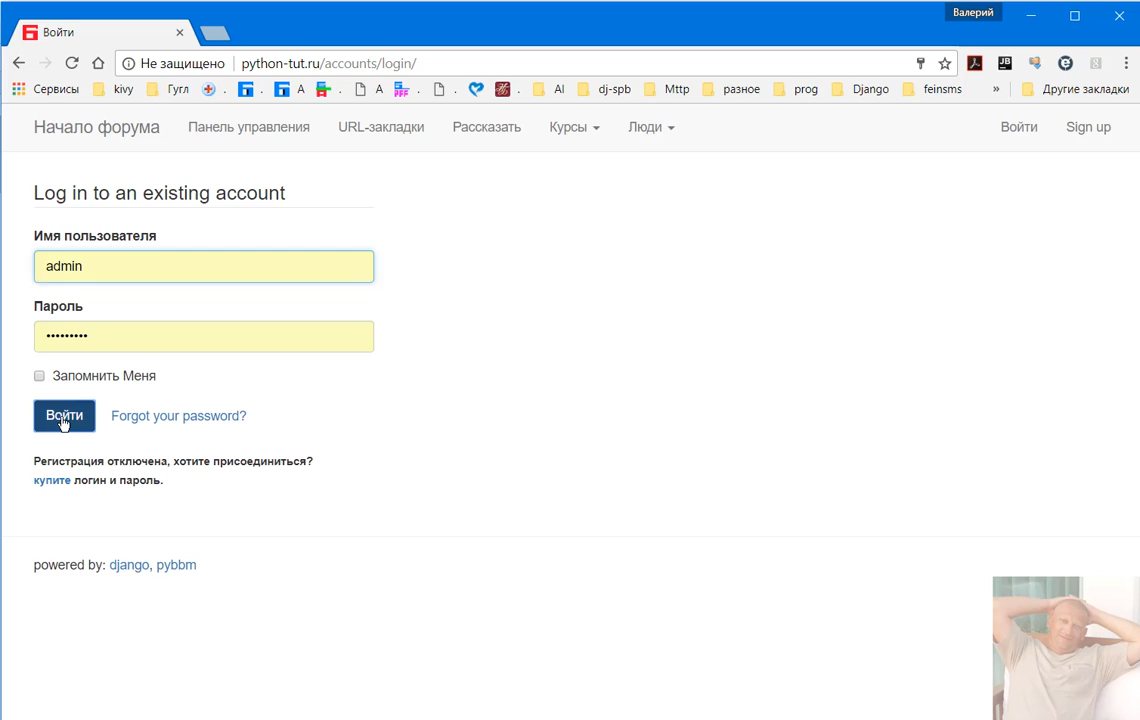 Валерий
Войти
Не защищено python-tut.ru/accounts/login/
Сервисы kivy Гугл . . А . А . . . AI dj-spb Mttp разное prog Django feinsms » Другие закладки
Начало форума Панель управления URL-закладки Рассказать Курсы Люди Войти Sign up
Log in to an existing account
Имя пользователя
admin
Пароль
•••••••••
Запомнить Меня
Войти Forgot your password?
Регистрация отключена, хотите присоединиться?
купите логин и пароль.
powered by: django, pybbm